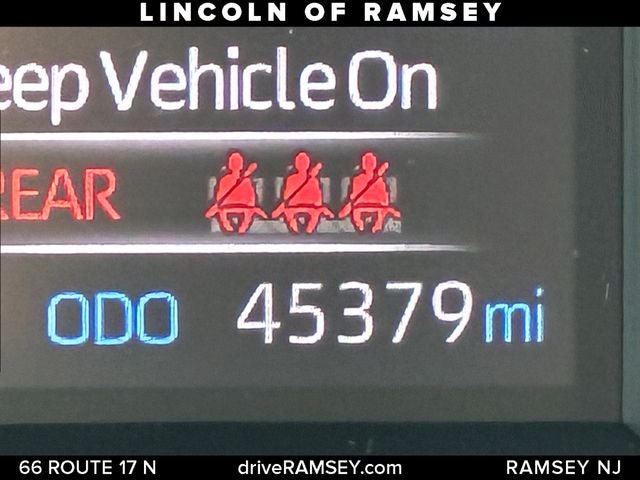 LINCOLN OF RAMSEY
eep Vehicle On
REAR
ODO 45379 mi
66 ROUTE 17 N driveRAMSEY.com RAMSEY NJ